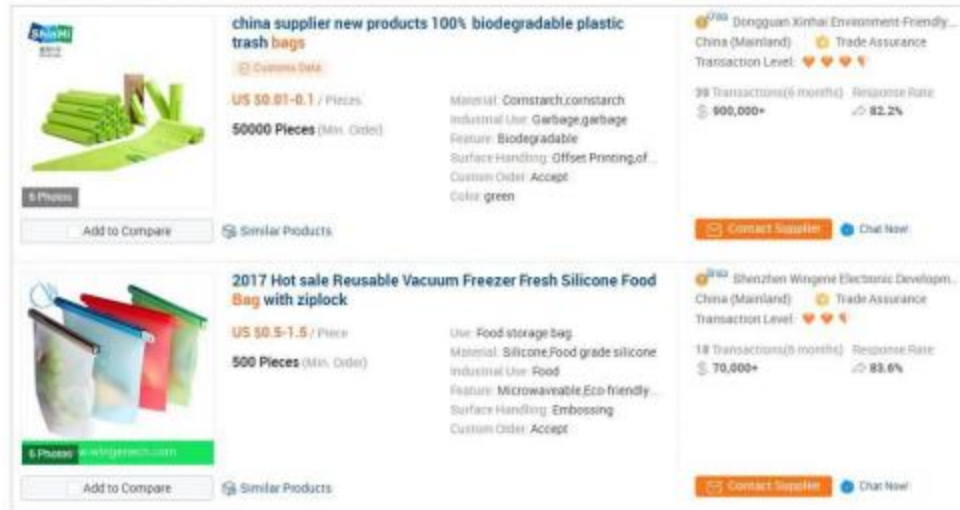 ShinHi
china supplier new products 100% biodegradable plastic
trash bags
Customs Data
US $0.01-0.1 / Pieces
50000 Pieces (Min. Order)
Material: Cornstarch,cornstarch
Industrial Use: Garbage,garbage
Feature: Biodegradable
Surface Handling: Offset Printing,of...
Custom Order: Accept
Color: green
6 Photos
Add to Compare
Similar Products
Dongguan Xinhai Environment-Friendly...
China (Mainland) Trade Assurance
Transaction Level:
Transactions(6 months) Response Rate
$ 900,000+ 82.2%
Contact Supplier Chat Now!
2017 Hot sale Reusable Vacuum Freezer Fresh Silicone Food
Bag with ziplock
US $0.5-1.5 / Piece
500 Pieces (Min. Order)
Use: Food storage bag
Material: Silicone,Food grade silicone
Industrial Use: Food
Feature: Microwaveable,Eco-friendly...
Surface Handling: Embossing
Custom Order: Accept
6 Photos
Add to Compare
Similar Products
Shenzhen Wingene Electronic Developm...
China (Mainland) Trade Assurance
Transaction Level:
18 Transactions(6 months) Response Rate
$ 70,000+ 83.6%
Contact Supplier Chat Now!